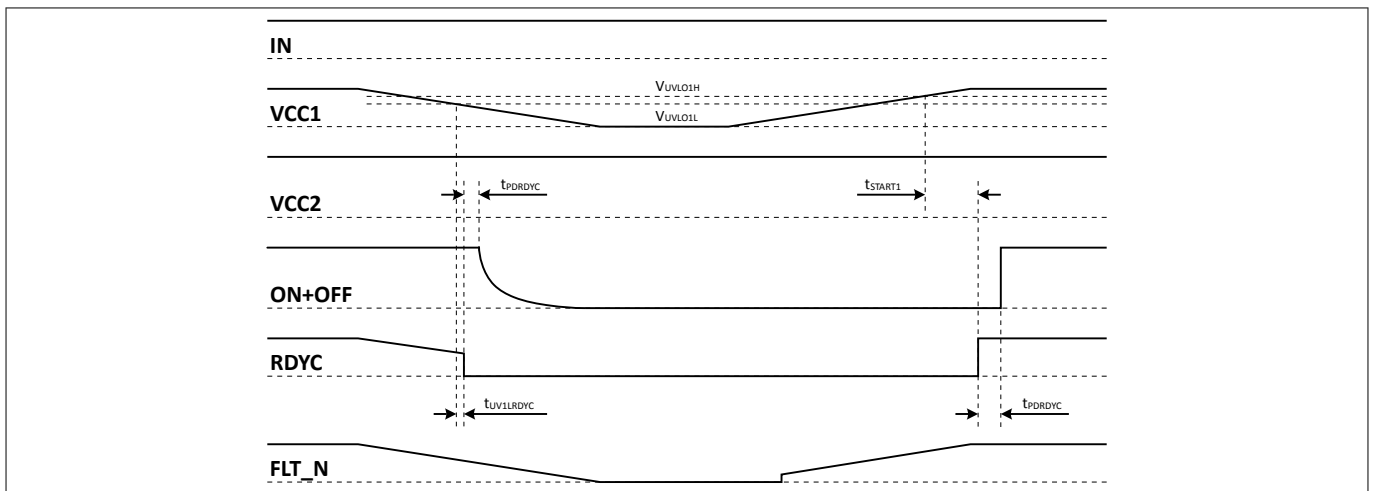 IN
VUVLO1H
VCC1
VUVLO1L
tPDRDYC
tSTART1
VCC2
ON+OFF
RDYC
tUV1LRDYC
tPDRDYC
FLT_N